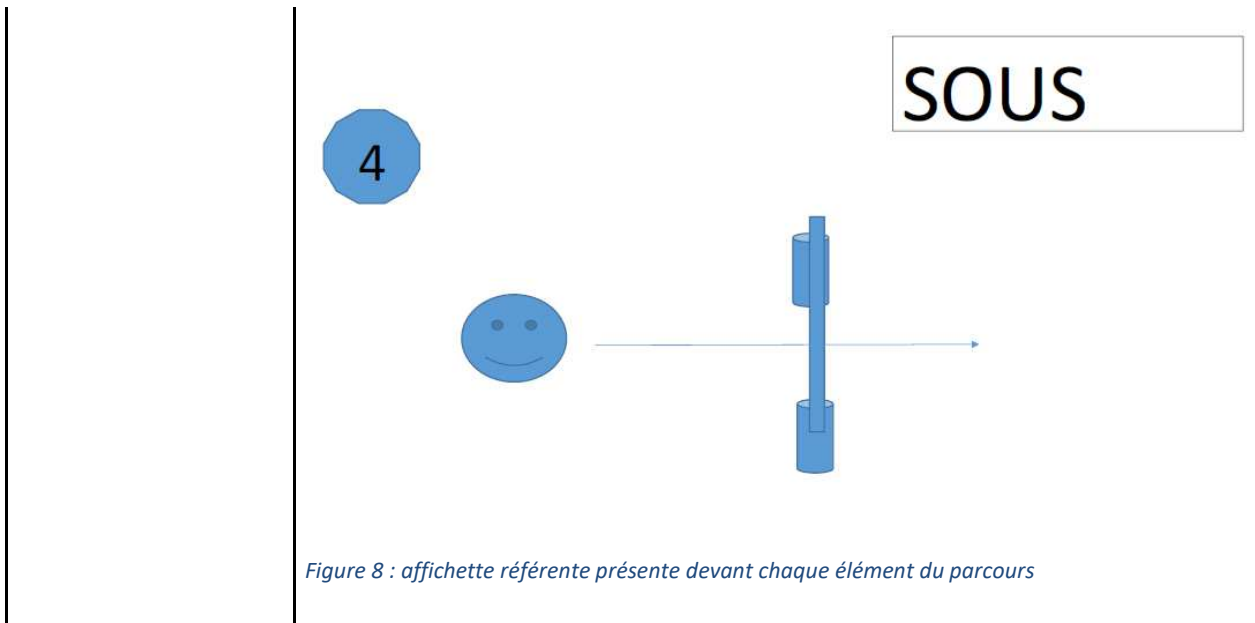 SOUS
4
Figure 8 : affichette référente présente devant chaque élément du parcours